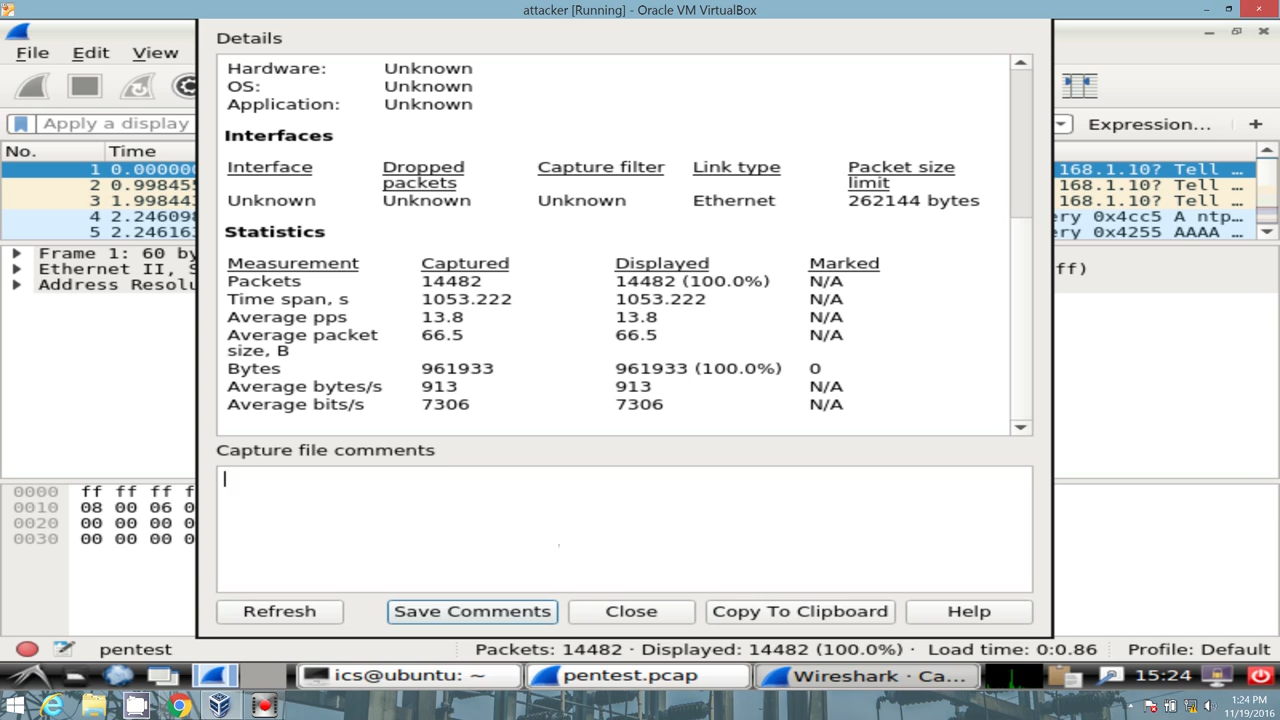 attacker [Running] - Oracle VM VirtualBox
File Edit View
Apply a display
Expression... +
No. Time
1 0.000000
168.1.10? Tell ...
2 0.998455
168.1.10? Tell ...
3 1.99844
168.1.10? Tell ...
4 2.246098
ery 0x4cc5 A ntp...
5 2.246163
ery 0x4255 AAAA ...
Frame 1: 60 by
Ethernet II, S
ff)
Address Resolu
Details
Hardware: Unknown
OS: Unknown
Application: Unknown
Interfaces
Interface Dropped packets Capture filter Link type Packet size limit
Unknown Unknown Unknown Ethernet 262144 bytes
Statistics
Measurement Captured Displayed Marked
Packets 14482 14482 (100.0%) N/A
Time span, s 1053.222 1053.222 N/A
Average pps 13.8 13.8 N/A
Average packet size, B 66.5 66.5 N/A
Bytes 961933 961933 (100.0%) 0
Average bytes/s 913 913 N/A
Average bits/s 7306 7306 N/A
Capture file comments
0000 ff ff ff f
0010 08 00 06 0
0020 00 00 00 0
0030 00 00 00 0
Refresh Save Comments Close Copy To Clipboard Help
pentest Packets: 14482 · Displayed: 14482 (100.0%) · Load time: 0:0.86 Profile: Default
ics@ubuntu: ~ pentest.pcap Wireshark · Ca... 15:24
1:24 PM
11/19/2016